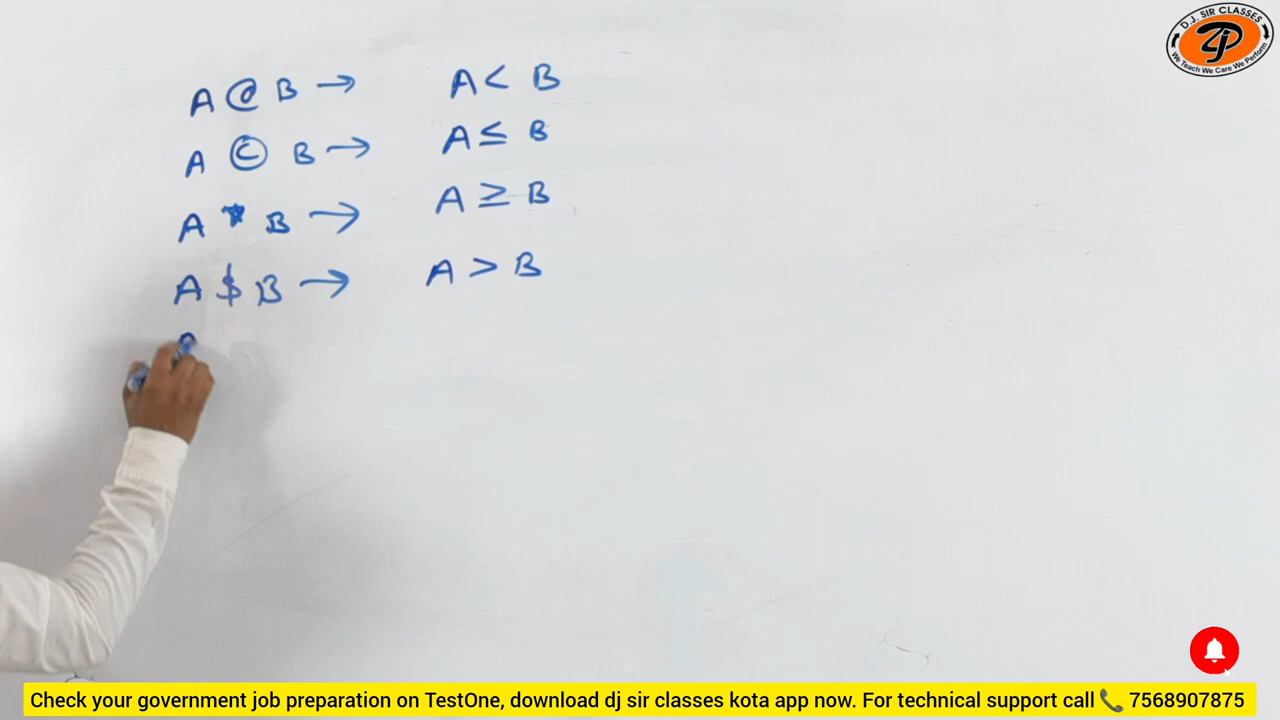 D.J. SIR CLASSES
We Teach We Care We Perform
A @ B → A < B
A © B → A ≤ B
A * B → A ≥ B
A $ B → A > B
Check your government job preparation on TestOne, download dj sir classes kota app now. For technical support call 📞 7568907875